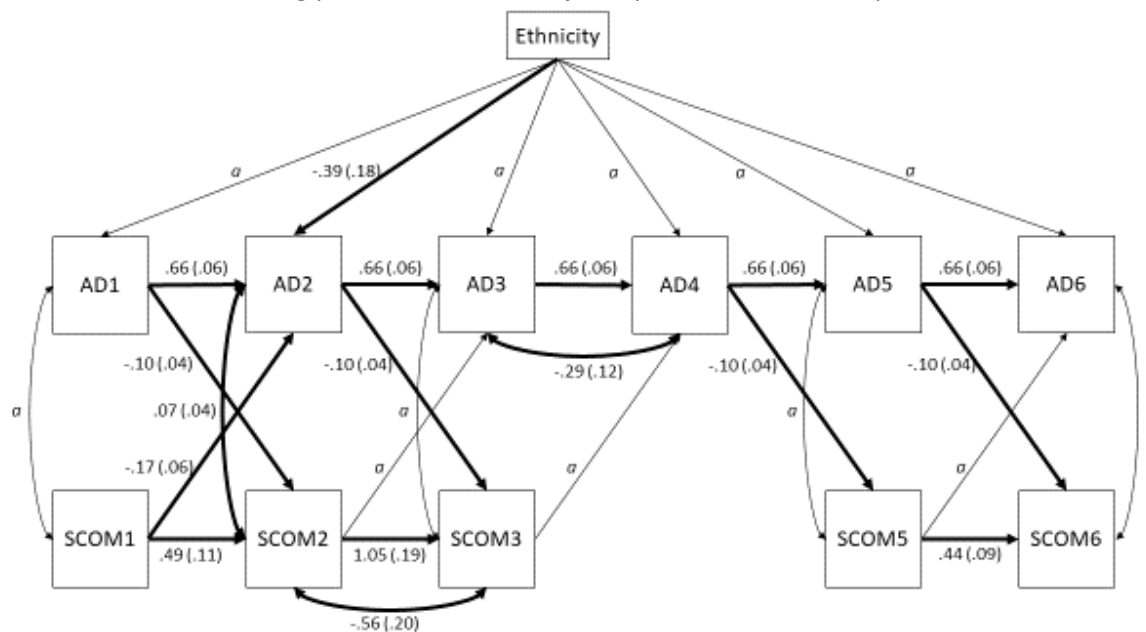 Ethnicity
a
-.39 (.18)
a
a
a
a
.66 (.06)
.66 (.06)
.66 (.06)
.66 (.06)
.66 (.06)
AD1
AD2
AD3
AD4
AD5
AD6
-.10 (.04)
-.10 (.04)
-.29 (.12)
-.10 (.04)
-.10 (.04)
a
.07 (.04)
a
a
-.17 (.06)
a
a
a
SCOM1
SCOM2
SCOM3
SCOM5
SCOM6
.49 (.11)
1.05 (.19)
.44 (.09)
-.56 (.20)